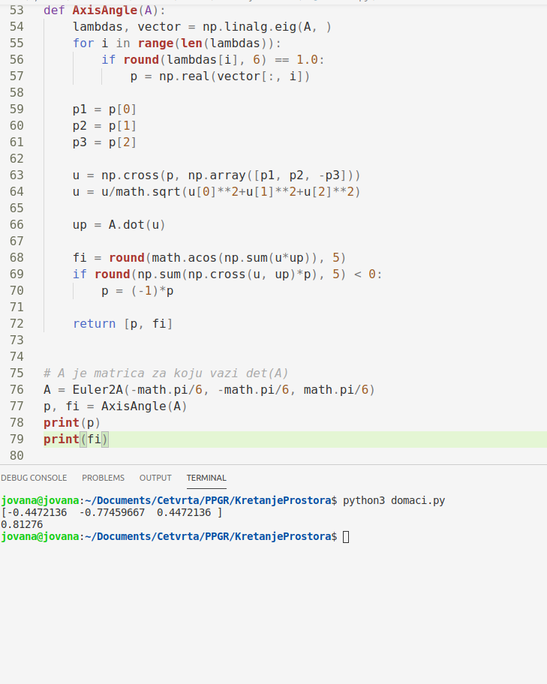 53 def AxisAngle(A):
54 lambdas, vector = np.linalg.eig(A, )
55 for i in range(len(lambdas)):
56 if round(lambdas[i], 6) == 1.0:
57 p = np.real(vector[:, i])
58
59 p1 = p[0]
60 p2 = p[1]
61 p3 = p[2]
62
63 u = np.cross(p, np.array([p1, p2, -p3]))
64 u = u/math.sqrt(u[0]**2+u[1]**2+u[2]**2)
65
66 up = A.dot(u)
67
68 fi = round(math.acos(np.sum(u*up)), 5)
69 if round(np.sum(np.cross(u, up)*p), 5) < 0:
70 p = (-1)*p
71
72 return [p, fi]
73
74
75 # A je matrica za koju vazi det(A)
76 A = Euler2A(-math.pi/6, -math.pi/6, math.pi/6)
77 p, fi = AxisAngle(A)
78 print(p)
79 print(fi)
80
DEBUG CONSOLE PROBLEMS OUTPUT TERMINAL
jovana@jovana:~/Documents/Cetvrta/PPGR/KretanjeProstora$ python3 domaci.py
[-0.4472136 -0.77459667 0.4472136 ]
0.81276
jovana@jovana:~/Documents/Cetvrta/PPGR/KretanjeProstora$